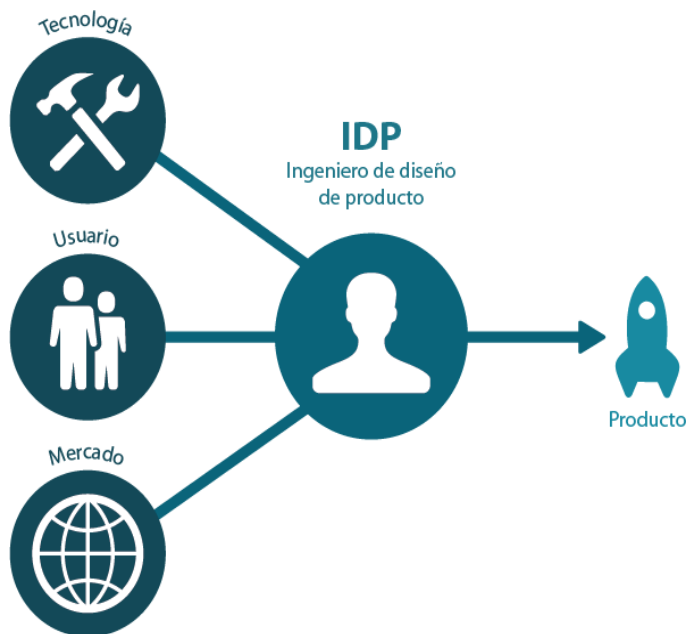 Tecnología
IDP
Ingeniero de diseño
de producto
Usuario
Producto
Mercado